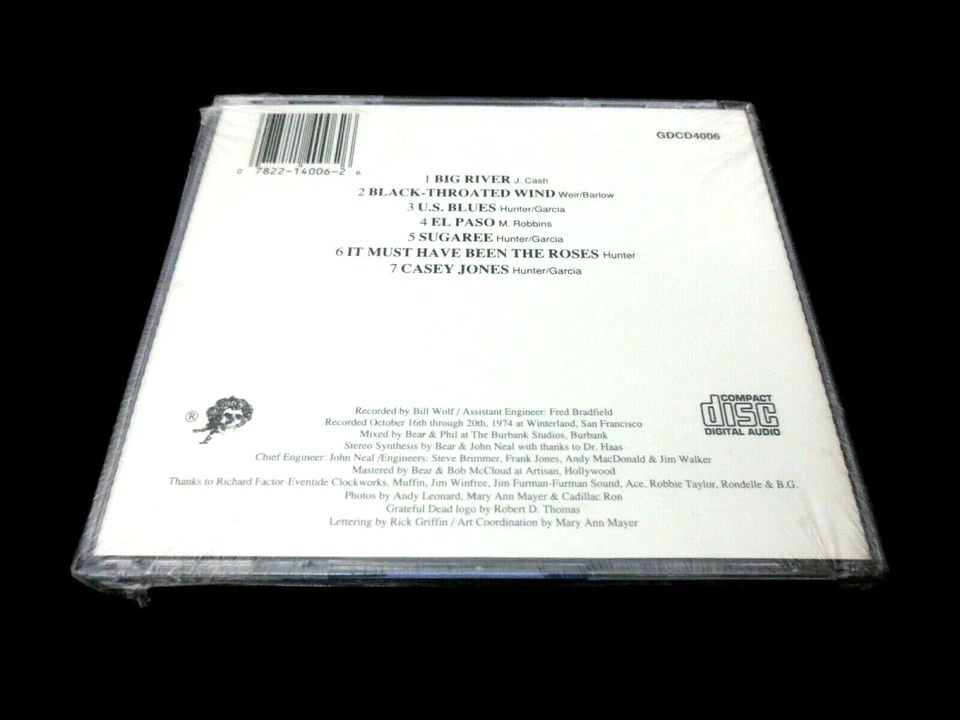 GDCD4006
0 7822-14006-2 6
1 BIG RIVER J. Cash
2 BLACK-THROATED WIND Weir/Barlow
3 U.S. BLUES Hunter/Garcia
4 EL PASO M. Robbins
5 SUGAREE Hunter/Garcia
6 IT MUST HAVE BEEN THE ROSES Hunter
7 CASEY JONES Hunter/Garcia
®
COMPACT
disc
DIGITAL AUDIO
Recorded by Bill Wolf / Assistant Engineer: Fred Bradfield
Recorded October 16th through 20th, 1974 at Winterland, San Francisco
Mixed by Bear & Phil at The Burbank Studios, Burbank
Stereo Synthesis by Bear & John Neal with thanks to Dr. Haas
Chief Engineer: John Neal /Engineers: Steve Brimmer, Frank Jones, Andy MacDonald & Jim Walker
Mastered by Bear & Bob McCloud at Artisan, Hollywood
Thanks to Richard Factor-Eventide Clockworks, Muffin, Jim Winfree, Jim Furman-Furman Sound, Ace, Robbie Taylor, Rondelle & B.G.
Photos by Andy Leonard, Mary Ann Mayer & Cadillac Ron
Grateful Dead logo by Robert D. Thomas
Lettering by Rick Griffin / Art Coordination by Mary Ann Mayer